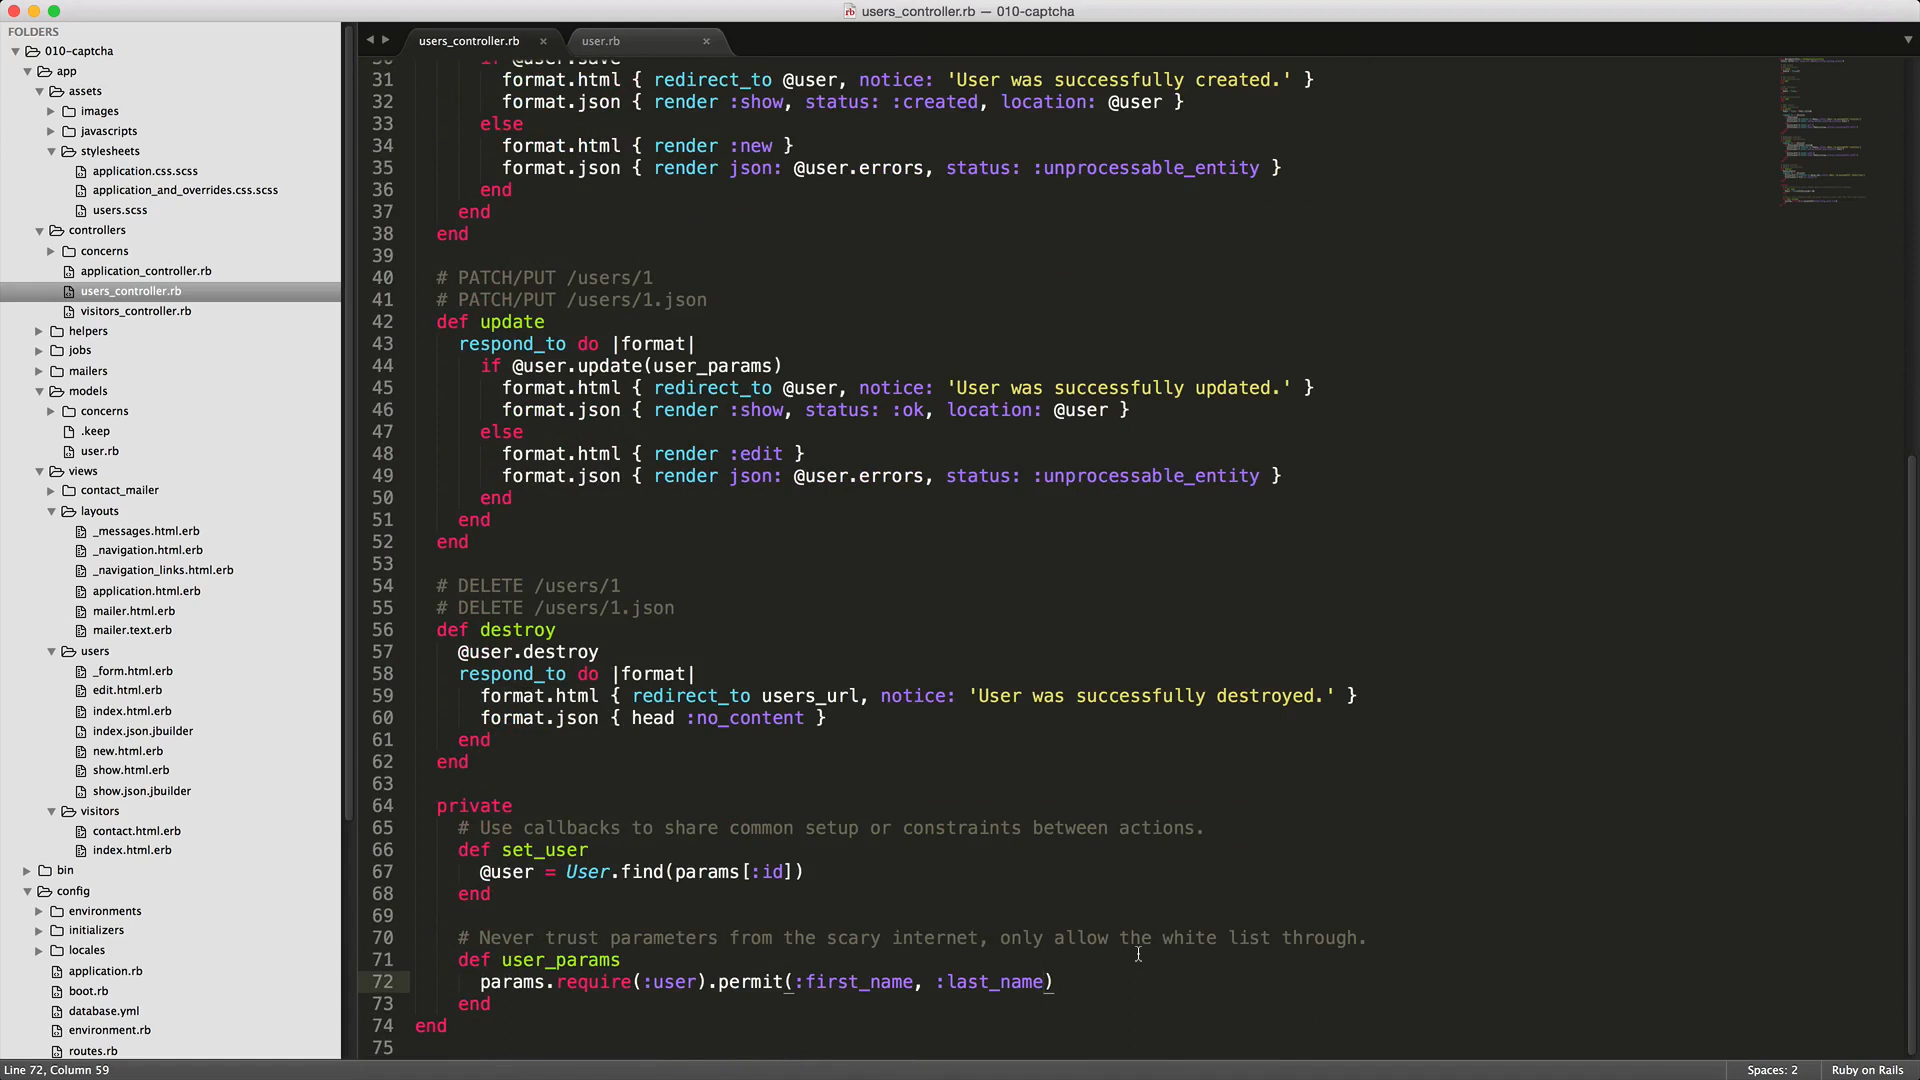 users_controller.rb — 010-captcha
FOLDERS
010-captcha
app
assets
images
javascripts
stylesheets
application.css.scss
application_and_overrides.css.scss
users.scss
controllers
concerns
application_controller.rb
users_controller.rb
visitors_controller.rb
helpers
jobs
mailers
models
concerns
.keep
user.rb
views
contact_mailer
layouts
_messages.html.erb
_navigation.html.erb
_navigation_links.html.erb
application.html.erb
mailer.html.erb
mailer.text.erb
users
_form.html.erb
edit.html.erb
index.html.erb
index.json.jbuilder
new.html.erb
show.html.erb
show.json.jbuilder
visitors
contact.html.erb
index.html.erb
bin
config
environments
initializers
locales
application.rb
boot.rb
database.yml
environment.rb
routes.rb
users_controller.rb
user.rb
30 if @user.save
31 format.html { redirect_to @user, notice: 'User was successfully created.' }
32 format.json { render :show, status: :created, location: @user }
33 else
34 format.html { render :new }
35 format.json { render json: @user.errors, status: :unprocessable_entity }
36 end
37 end
38 end
39
40 # PATCH/PUT /users/1
41 # PATCH/PUT /users/1.json
42 def update
43 respond_to do |format|
44 if @user.update(user_params)
45 format.html { redirect_to @user, notice: 'User was successfully updated.' }
46 format.json { render :show, status: :ok, location: @user }
47 else
48 format.html { render :edit }
49 format.json { render json: @user.errors, status: :unprocessable_entity }
50 end
51 end
52 end
53
54 # DELETE /users/1
55 # DELETE /users/1.json
56 def destroy
57 @user.destroy
58 respond_to do |format|
59 format.html { redirect_to users_url, notice: 'User was successfully destroyed.' }
60 format.json { head :no_content }
61 end
62 end
63
64 private
65 # Use callbacks to share common setup or constraints between actions.
66 def set_user
67 @user = User.find(params[:id])
68 end
69
70 # Never trust parameters from the scary internet, only allow the white list through.
71 def user_params
72 params.require(:user).permit(:first_name, :last_name)
73 end
74 end
75
Line 72, Column 59
Spaces: 2
Ruby on Rails